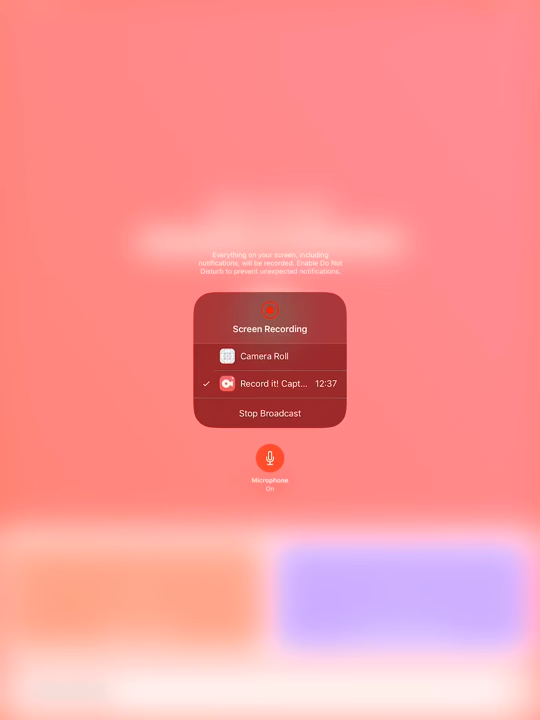 Everything on your screen, including
notifications, will be recorded. Enable Do Not
Disturb to prevent unexpected notifications.
Screen Recording
Camera Roll
Record it! Capt... 12:37
Stop Broadcast
Microphone
On